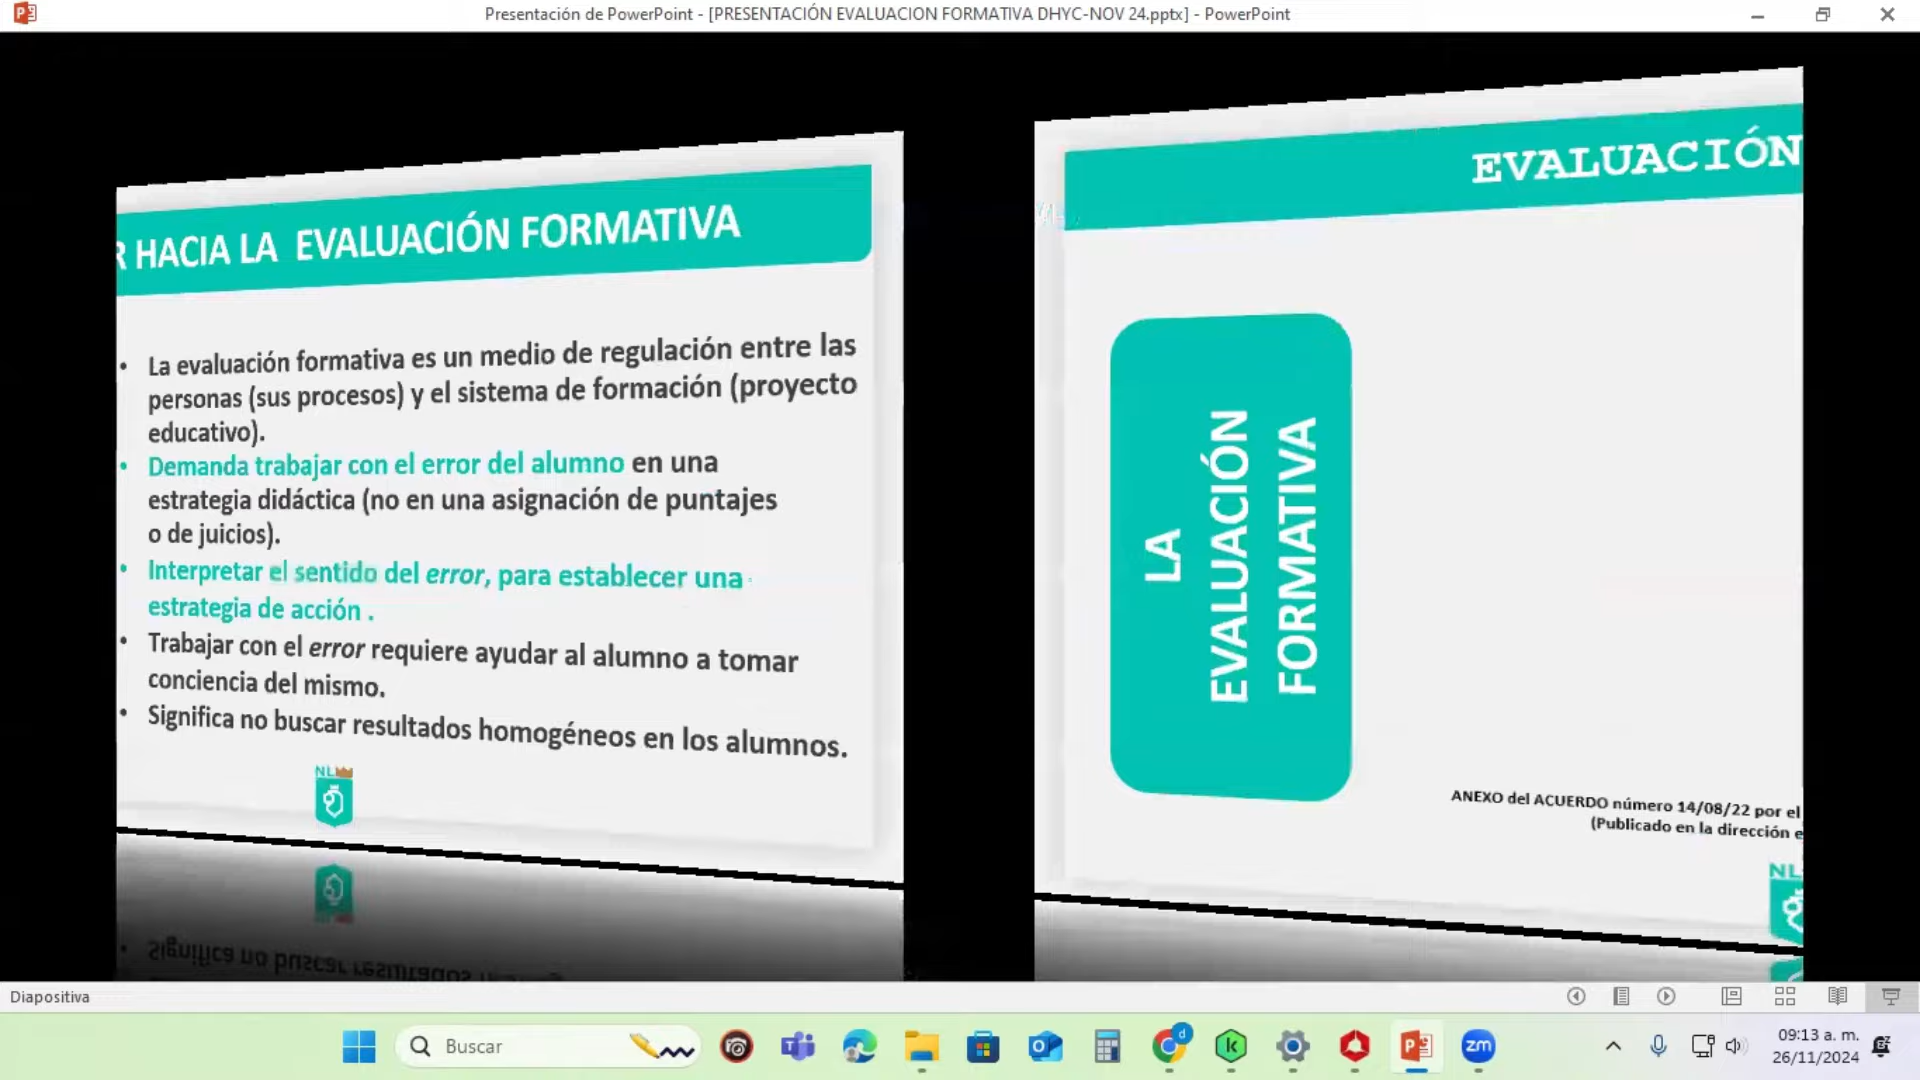 Presentación de PowerPoint - [PRESENTACIÓN EVALUACION FORMATIVA DHYC-NOV 24.pptx] - PowerPoint
R HACIA LA EVALUACIÓN FORMATIVA
• La evaluación formativa es un medio de regulación entre las
personas (sus procesos) y el sistema de formación (proyecto
educativo).
• Demanda trabajar con el error del alumno en una
estrategia didáctica (no en una asignación de puntajes
o de juicios).
• Interpretar el sentido del error, para establecer una
estrategia de acción .
• Trabajar con el error requiere ayudar al alumno a tomar
conciencia del mismo.
• Significa no buscar resultados homogéneos en los alumnos.
NL
EVALUACIÓN
LA
EVALUACIÓN
FORMATIVA
ANEXO del ACUERDO número 14/08/22 por el
(Publicado en la dirección e
NL
Diapositiva
Buscar
09:13 a. m.
26/11/2024